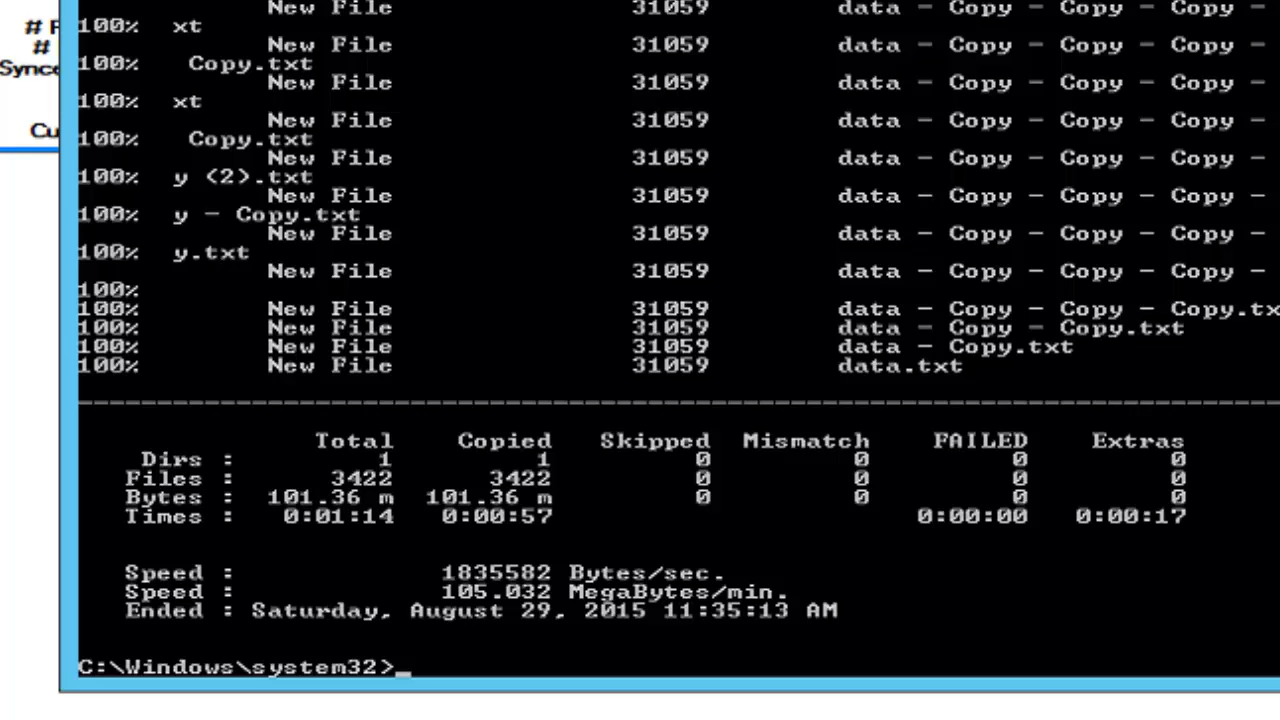 # F
#
Synce
Cu
New File 31059 data - Copy - Copy - Copy -
100% xt
New File 31059 data - Copy - Copy - Copy -
100% Copy.txt
New File 31059 data - Copy - Copy - Copy -
100% xt
New File 31059 data - Copy - Copy - Copy -
100% Copy.txt
New File 31059 data - Copy - Copy - Copy -
100% y (2).txt
New File 31059 data - Copy - Copy - Copy -
100% y - Copy.txt
New File 31059 data - Copy - Copy - Copy -
100% y.txt
New File 31059 data - Copy - Copy - Copy -
100%
100% New File 31059 data - Copy - Copy - Copy.tx
100% New File 31059 data - Copy - Copy.txt
100% New File 31059 data - Copy.txt
100% New File 31059 data.txt
------------------------------------------------------------------------------
Total Copied Skipped Mismatch FAILED Extras
Dirs : 1 1 0 0 0 0
Files : 3422 3422 0 0 0 0
Bytes : 101.36 m 101.36 m 0 0 0 0
Times : 0:01:14 0:00:57 0:00:00 0:00:17
Speed : 1835582 Bytes/sec.
Speed : 105.032 MegaBytes/min.
Ended : Saturday, August 29, 2015 11:35:13 AM
C:\Windows\system32>_